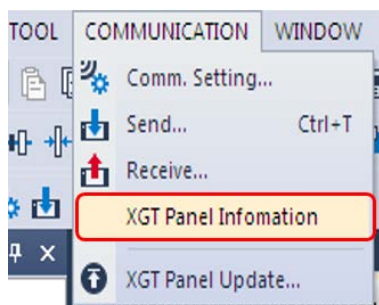 TOOL COMMUNICATION WINDOW
Comm. Setting...
Send... Ctrl+T
Receive...
XGT Panel Infomation
XGT Panel Update...